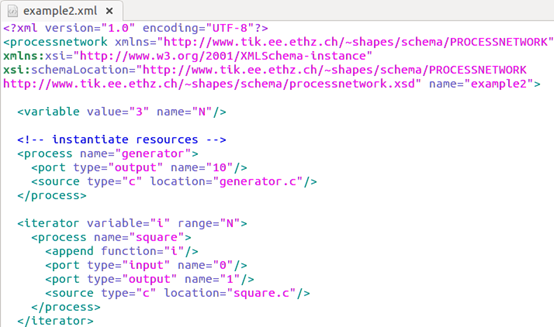 example2.xml ×
<?xml version="1.0" encoding="UTF-8"?>
<processnetwork xmlns="http://www.tik.ee.ethz.ch/~shapes/schema/PROCESSNETWORK"
xmlns:xsi="http://www.w3.org/2001/XMLSchema-instance"
xsi:schemaLocation="http://www.tik.ee.ethz.ch/~shapes/schema/PROCESSNETWORK
http://www.tik.ee.ethz.ch/~shapes/schema/processnetwork.xsd" name="example2">
<variable value="3" name="N"/>
<!-- instantiate resources -->
<process name="generator">
<port type="output" name="10"/>
<source type="c" location="generator.c"/>
</process>
<iterator variable="i" range="N">
<process name="square">
<append function="i"/>
<port type="input" name="0"/>
<port type="output" name="1"/>
<source type="c" location="square.c"/>
</process>
</iterator>